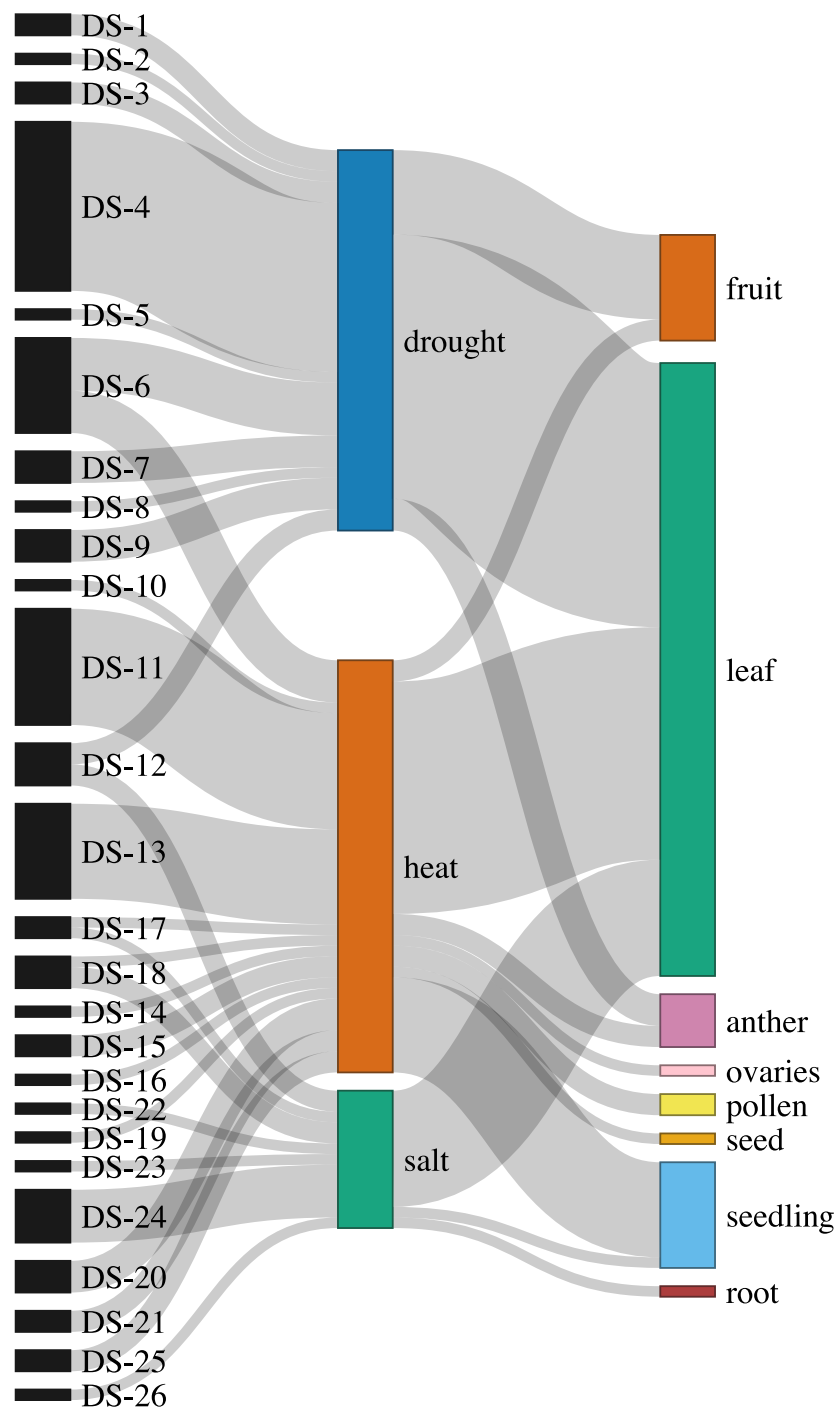 DS-1
DS-2
DS-3
DS-4
DS-5
DS-6
DS-7
DS-8
DS-9
DS-10
DS-11
DS-12
DS-13
DS-17
DS-18
DS-14
DS-15
DS-16
DS-22
DS-19
DS-23
DS-24
DS-20
DS-21
DS-25
DS-26
drought
heat
salt
fruit
leaf
anther
ovaries
pollen
seed
seedling
root